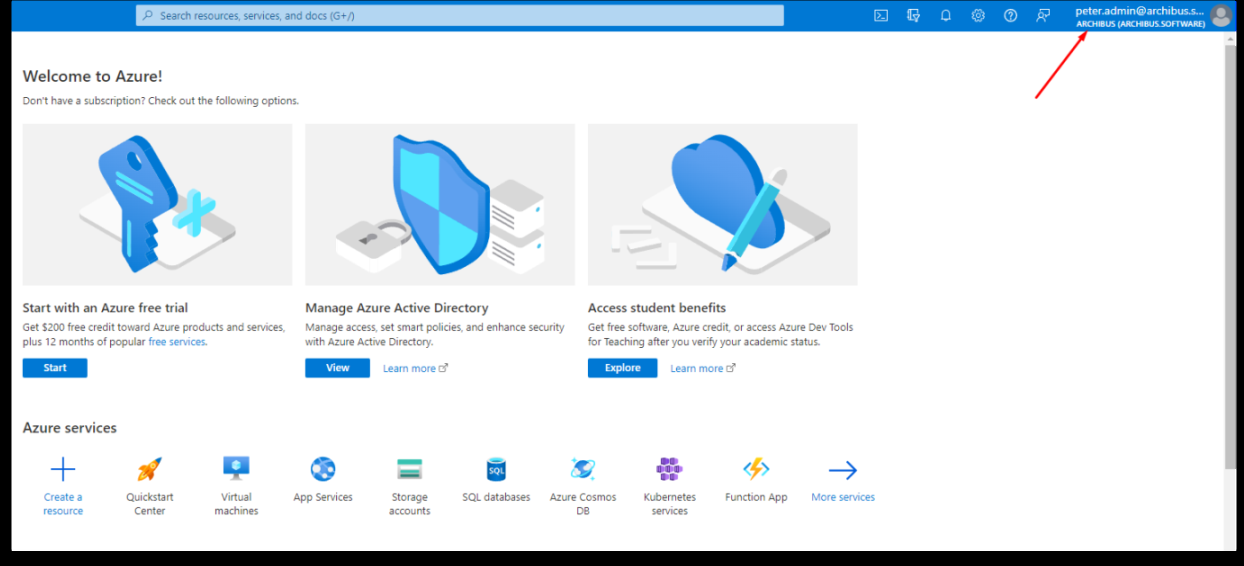 Search resources, services, and docs (G+/)
peter.admin@archibus.s...
ARCHIBUS (ARCHIBUS.SOFTWARE)
Welcome to Azure!
Don't have a subscription? Check out the following options.
Start with an Azure free trial
Get $200 free credit toward Azure products and services,
plus 12 months of popular free services.
Start
Manage Azure Active Directory
Manage access, set smart policies, and enhance security
with Azure Active Directory.
View
Learn more
Access student benefits
Get free software, Azure credit, or access Azure Dev Tools
for Teaching after you verify your academic status.
Explore
Learn more
Azure services
Create a
resource
Quickstart
Center
Virtual
machines
App Services
Storage
accounts
SQL
SQL databases
Azure Cosmos
DB
Kubernetes
services
Function App
More services